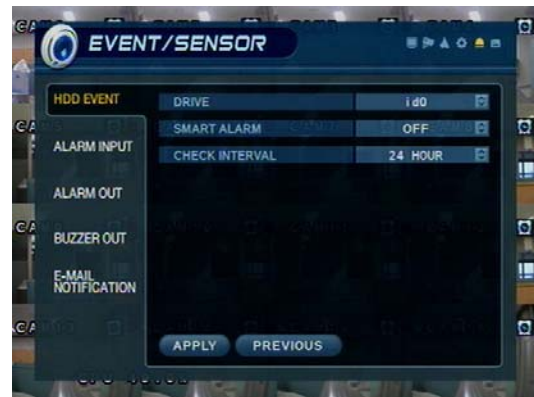 EVENT/SENSOR
HDD EVENT
DRIVE id0
SMART ALARM OFF
CHECK INTERVAL 24 HOUR
ALARM INPUT
ALARM OUT
BUZZER OUT
E-MAIL
NOTIFICATION
APPLY PREVIOUS